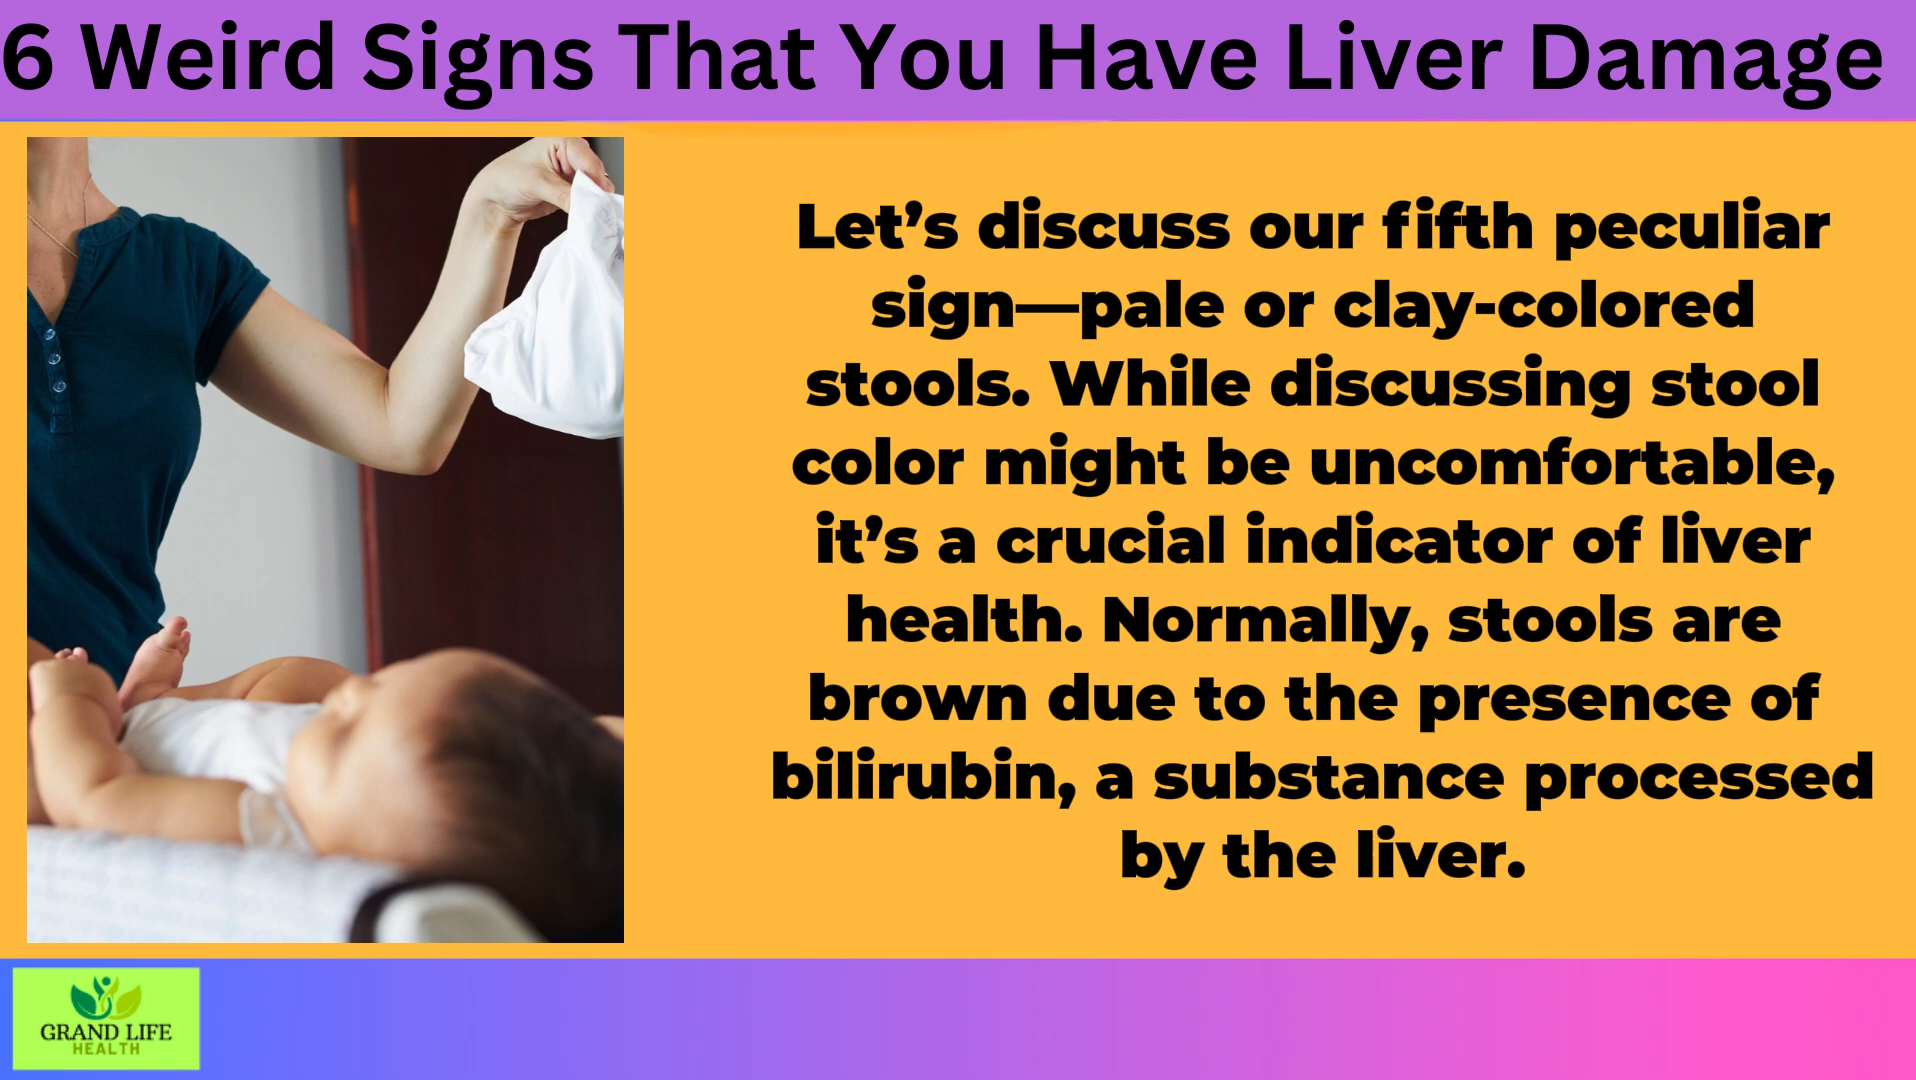 6 Weird Signs That You Have Liver Damage
Let’s discuss our fifth peculiar
sign—pale or clay-colored
stools. While discussing stool
color might be uncomfortable,
it’s a crucial indicator of liver
health. Normally, stools are
brown due to the presence of
bilirubin, a substance processed
by the liver.
GRAND LIFE
HEALTH